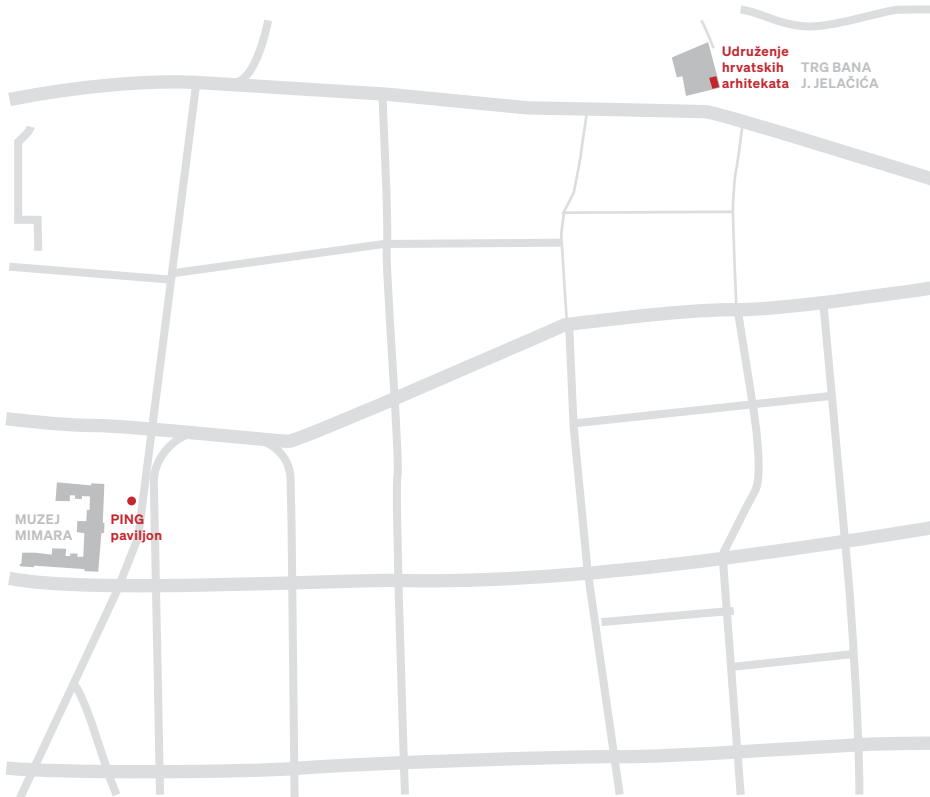 Udruženje
hrvatskih
arhitekata
TRG BANA
J. JELAČIĆA
MUZEJ
MIMARA
PING
paviljon